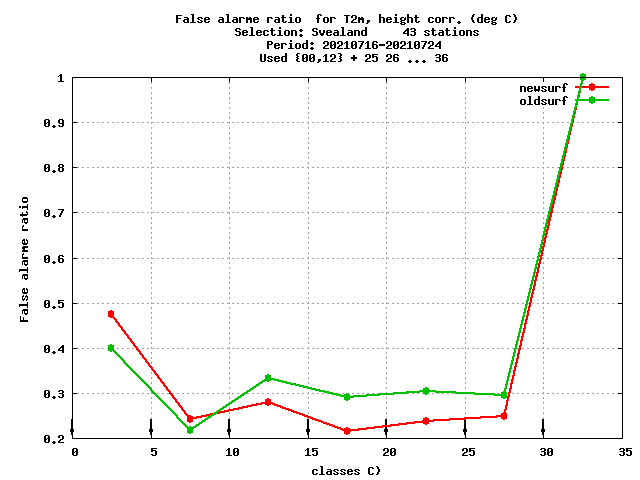 False alarme ratio  for T2m, height corr. (deg C)
Selection: Svealand     43 stations
Period: 20210716-20210724
Used {00,12} + 25 26 ... 36
newsurf
oldsurf
1
0.9
0.8
0.7
0.6
0.5
0.4
0.3
0.2
False alarme ratio
0 5 10 15 20 25 30 35
classes C)